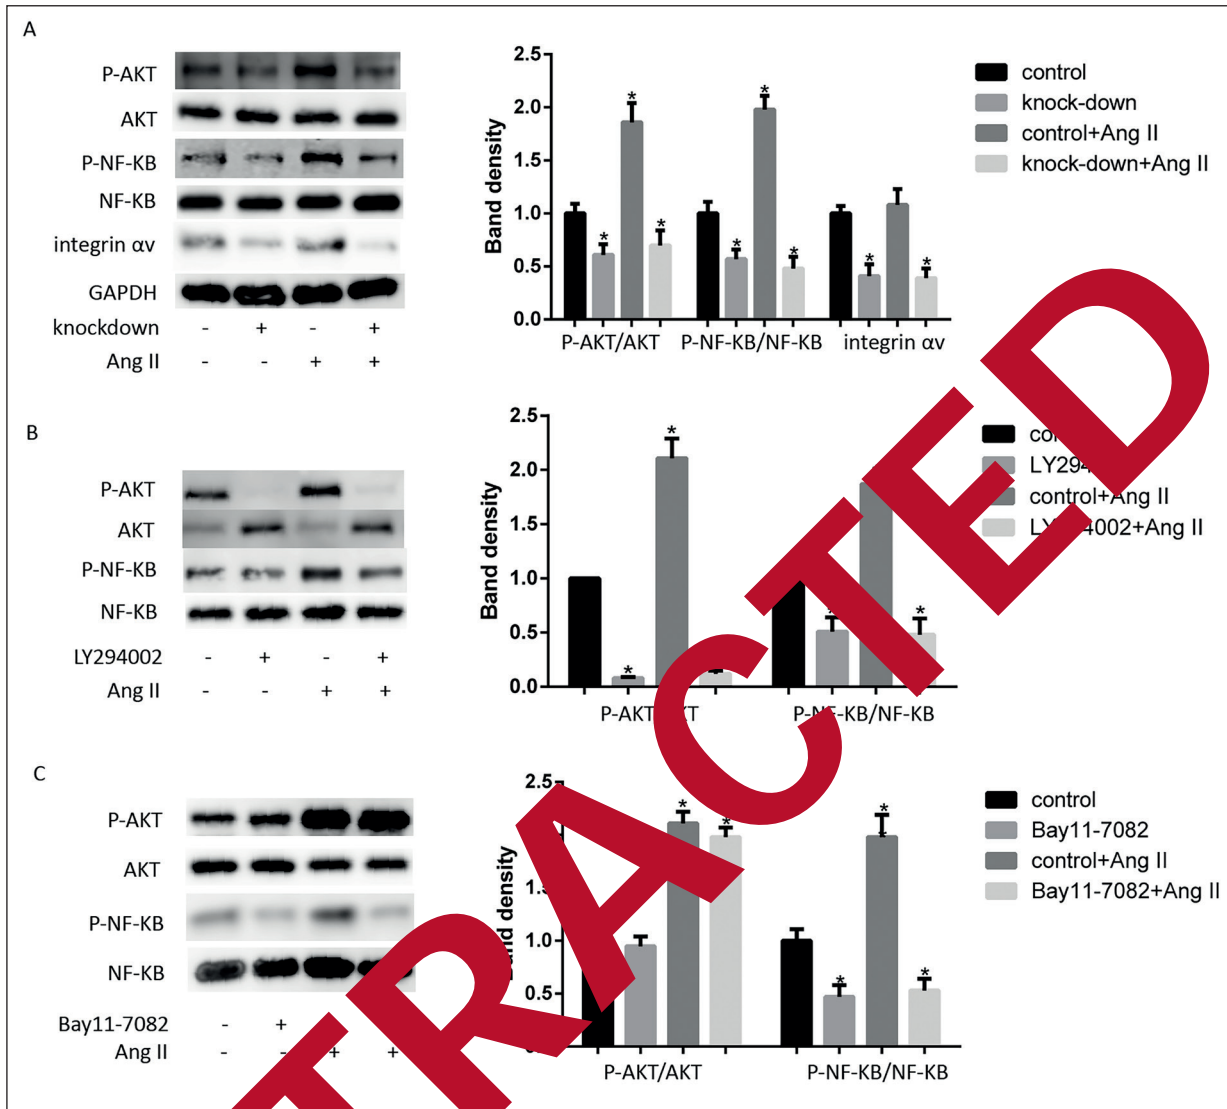 A
P-AKT
AKT
P-NF-KB
NF-KB
integrin αv
GAPDH
knockdown - + - +
Ang II - - + +
Band density
2.5
2.0
1.5
1.0
0.5
0.0
P-AKT/AKT P-NF-KB/NF-KB integrin αv
* * * * * * * *
control
knock-down
control+Ang II
knock-down+Ang II
B
P-AKT
AKT
P-NF-KB
NF-KB
LY294002 - + - +
Ang II - - + +
Band density
2.5
2.0
1.5
1.0
0.5
0.0
P-NF-KB/NF-KB
* * * *
control+Ang II
C
P-AKT
AKT
P-NF-KB
NF-KB
Bay11-7082 - +
Ang II - - + +
Band density
2.5
1.0
0.5
P-AKT/AKT P-NF-KB/NF-KB
* * * * *
control
Bay11-7082
control+Ang II
Bay11-7082+Ang II
TRACTED